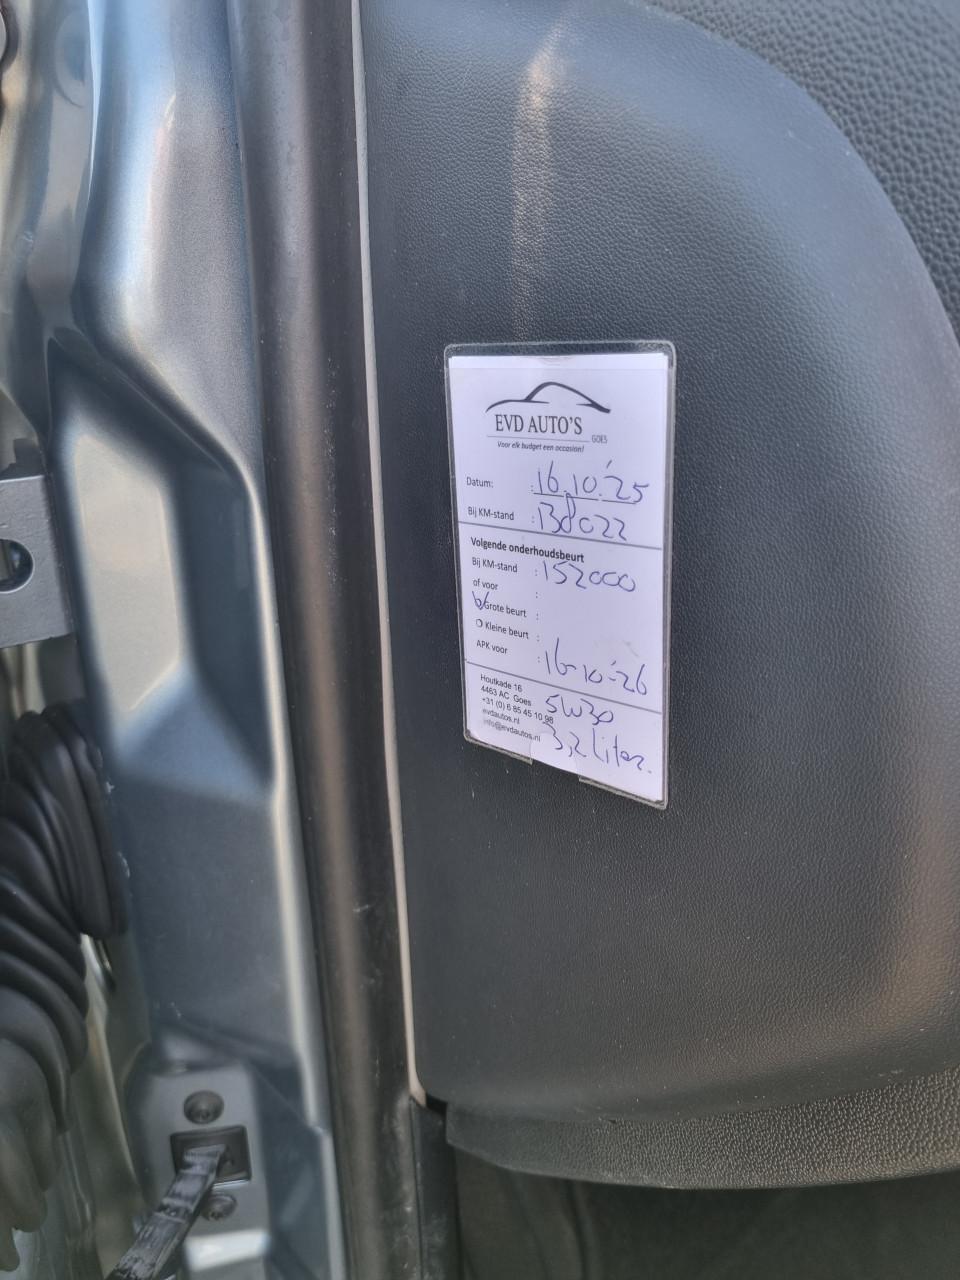 EVD AUTO'S
GOES
Voor elk budget een occasion!
Datum: : 16.10.'25
Bij KM-stand : 138022
Volgende onderhoudsbeurt
Bij KM-stand : 152000
of voor :
Grote beurt :
O Kleine beurt :
APK voor : 16-10-'26
Houtkade 16
4463 AC Goes
+31 (0) 6 85 45 10 98
evdautos.nl
info@evdautos.nl
5W30
3,2 liter.